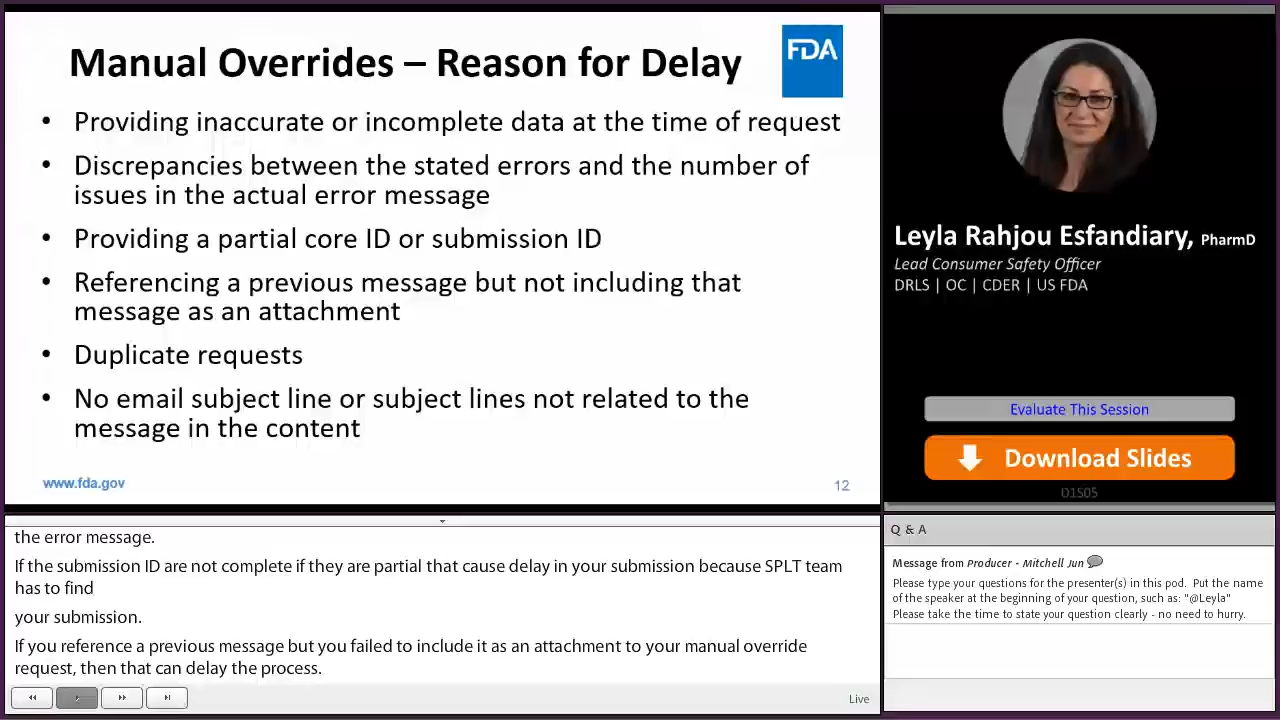 Manual Overrides – Reason for Delay
FDA
• Providing inaccurate or incomplete data at the time of request
• Discrepancies between the stated errors and the number of
issues in the actual error message
• Providing a partial core ID or submission ID
• Referencing a previous message but not including that
message as an attachment
• Duplicate requests
• No email subject line or subject lines not related to the
message in the content
www.fda.gov
12
Leyla Rahjou Esfandiary, PharmD
Lead Consumer Safety Officer
DRLS | OC | CDER | US FDA
Evaluate This Session
Download Slides
D1S05
the error message.
If the submission ID are not complete if they are partial that cause delay in your submission because SPLT team
has to find
your submission.
If you reference a previous message but you failed to include it as an attachment to your manual override
request, then that can delay the process.
Live
Q & A
Message from Producer - Mitchell Jun
Please type your questions for the presenter(s) in this pod. Put the name
of the speaker at the beginning of your question, such as: "@Leyla"
Please take the time to state your question clearly - no need to hurry.